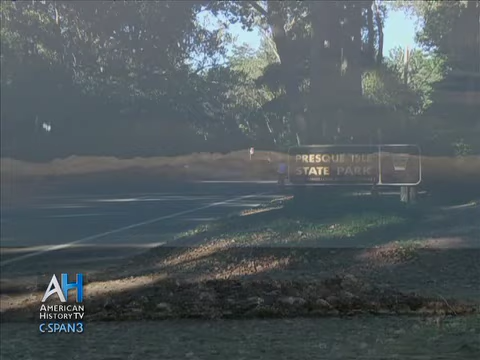 PRESQUE ISLE
STATE PARK
AH
AMERICAN
HISTORY TV
C-SPAN3